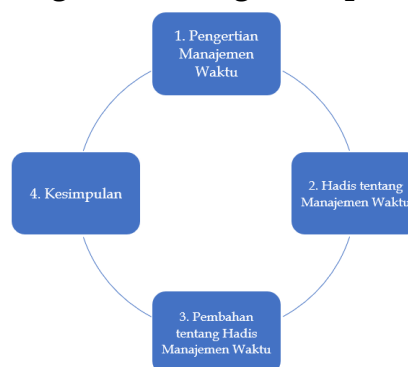 1. Pengertian
Manajemen
Waktu
2. Hadis tentang
Manajemen Waktu
3. Pembahan
tentang Hadis
Manajemen Waktu
4. Kesimpulan